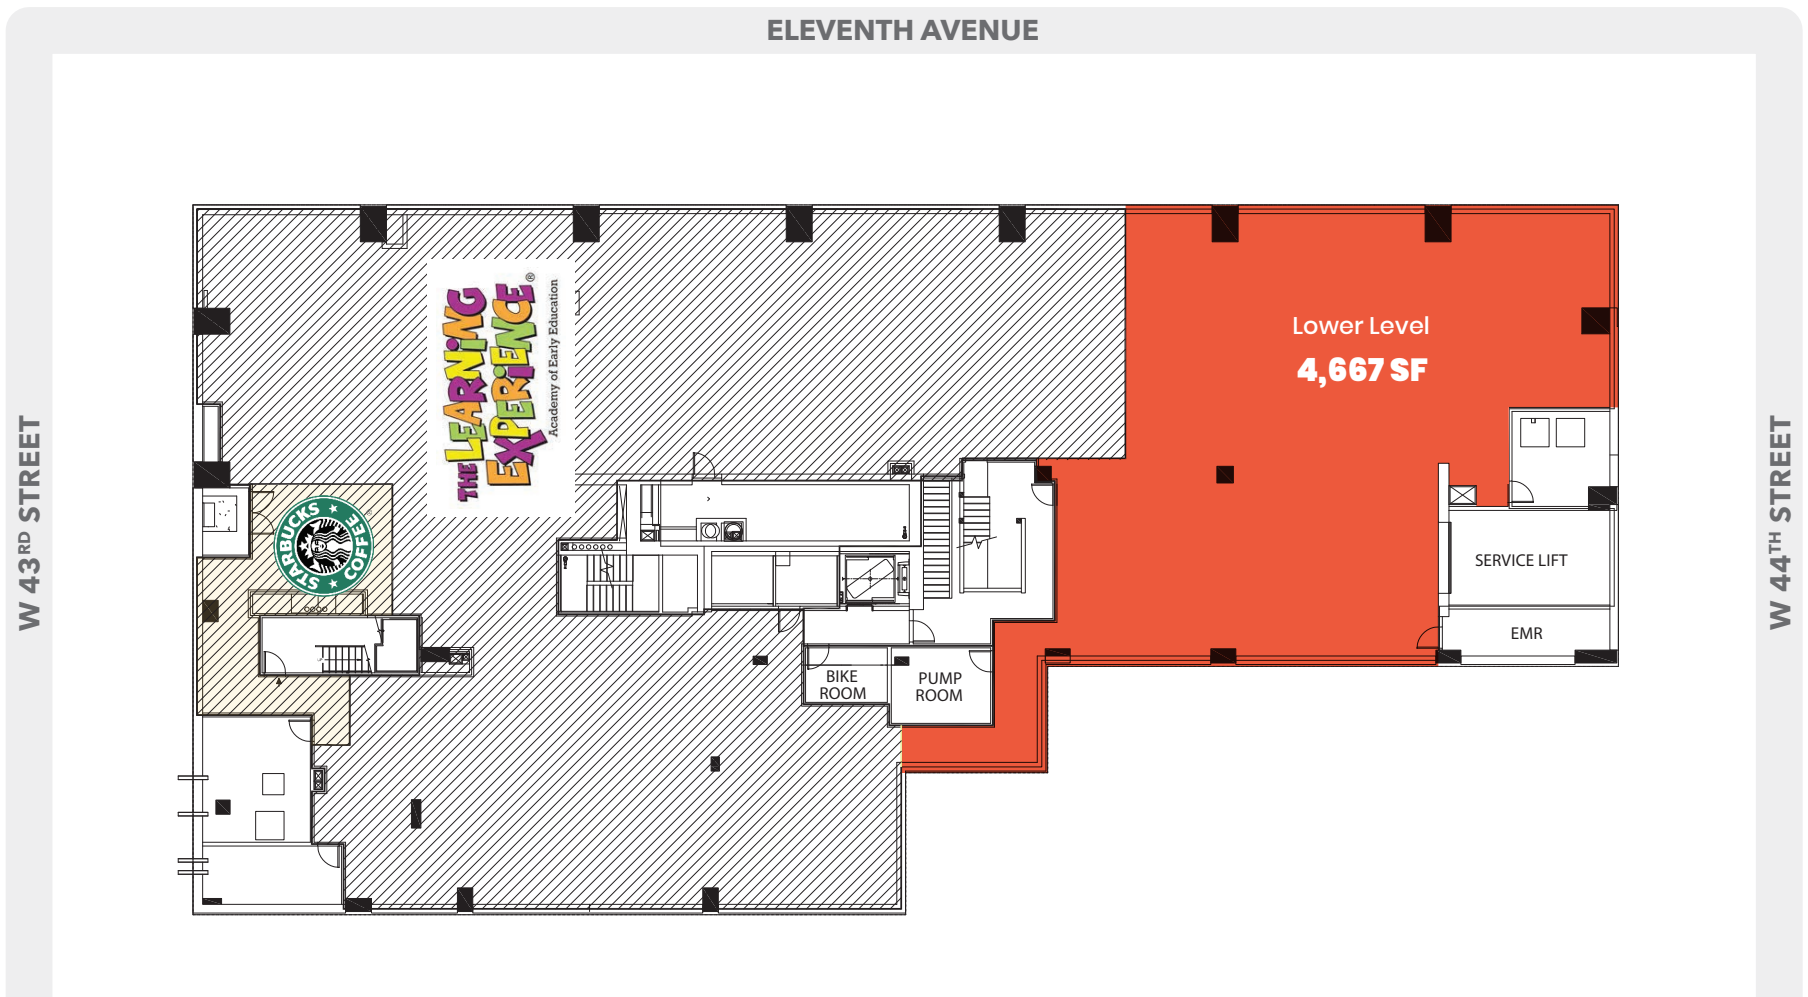 ELEVENTH AVENUE
W 43RD STREET
THE LEARNING
EXPERIENCE®
Academy of Early Education
STARBUCKS
COFFEE
®
Lower Level
4,667 SF
SERVICE LIFT
EMR
BIKE
ROOM
PUMP
ROOM
W 44TH STREET